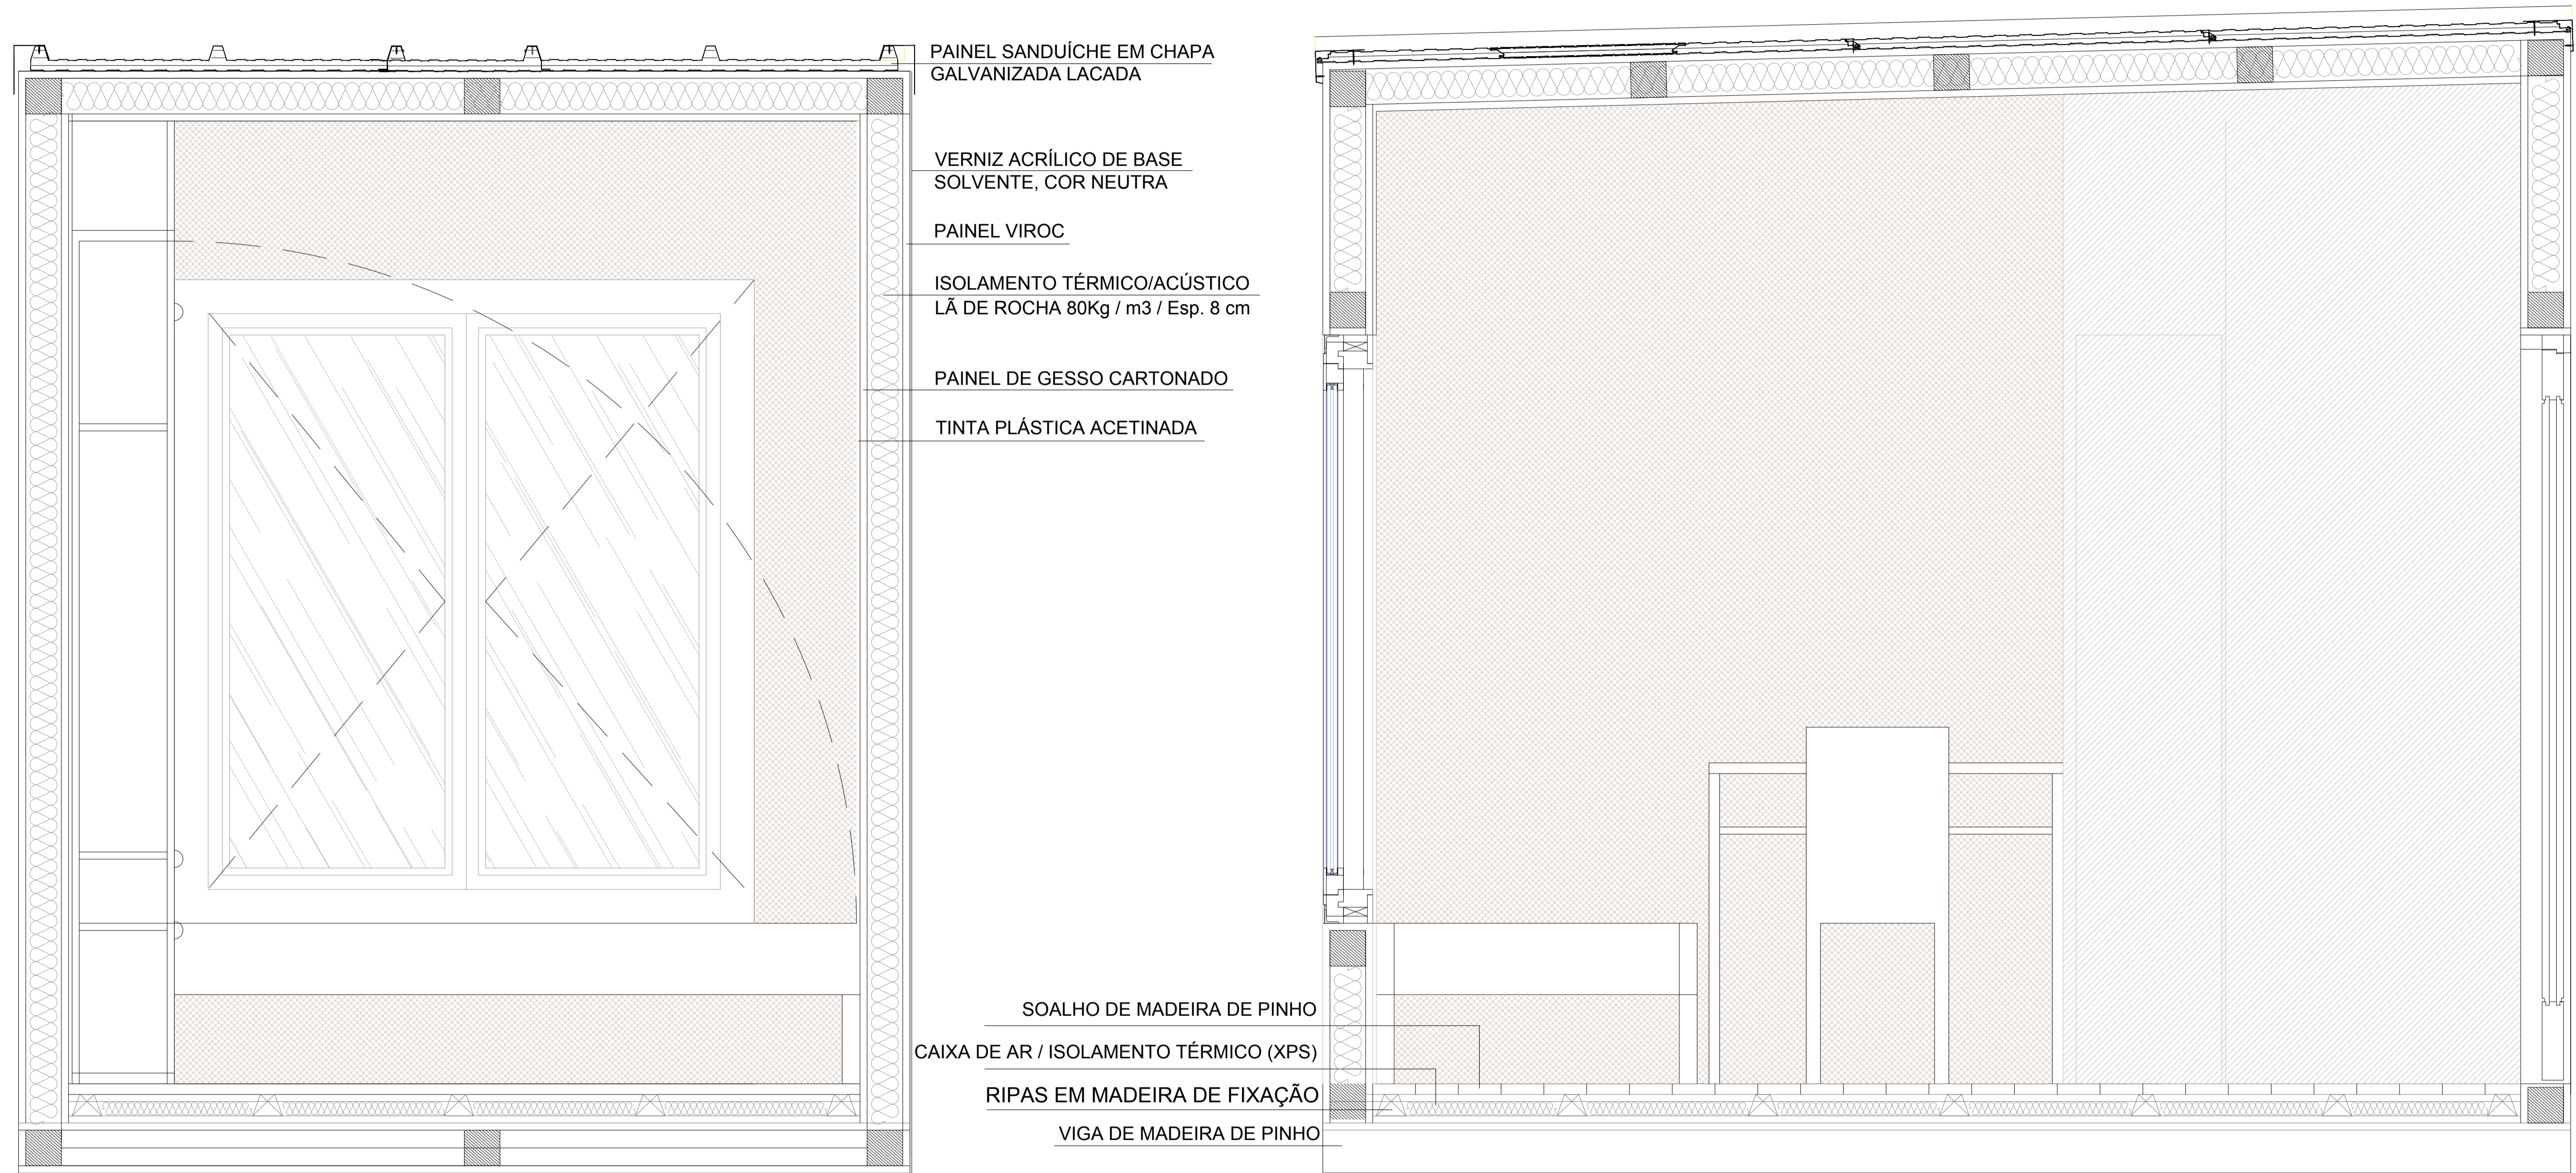 PAINEL SANDUÍCHE EM CHAPA
GALVANIZADA LACADA
VERNIZ ACRÍLICO DE BASE
SOLVENTE, COR NEUTRA
PAINEL VIROC
ISOLAMENTO TÉRMICO/ACÚSTICO
LÃ DE ROCHA 80Kg / m3 / Esp. 8 cm
PAINEL DE GESSO CARTONADO
TINTA PLÁSTICA ACETINADA
SOALHO DE MADEIRA DE PINHO
CAIXA DE AR / ISOLAMENTO TÉRMICO (XPS)
RIPAS EM MADEIRA DE FIXAÇÃO
VIGA DE MADEIRA DE PINHO